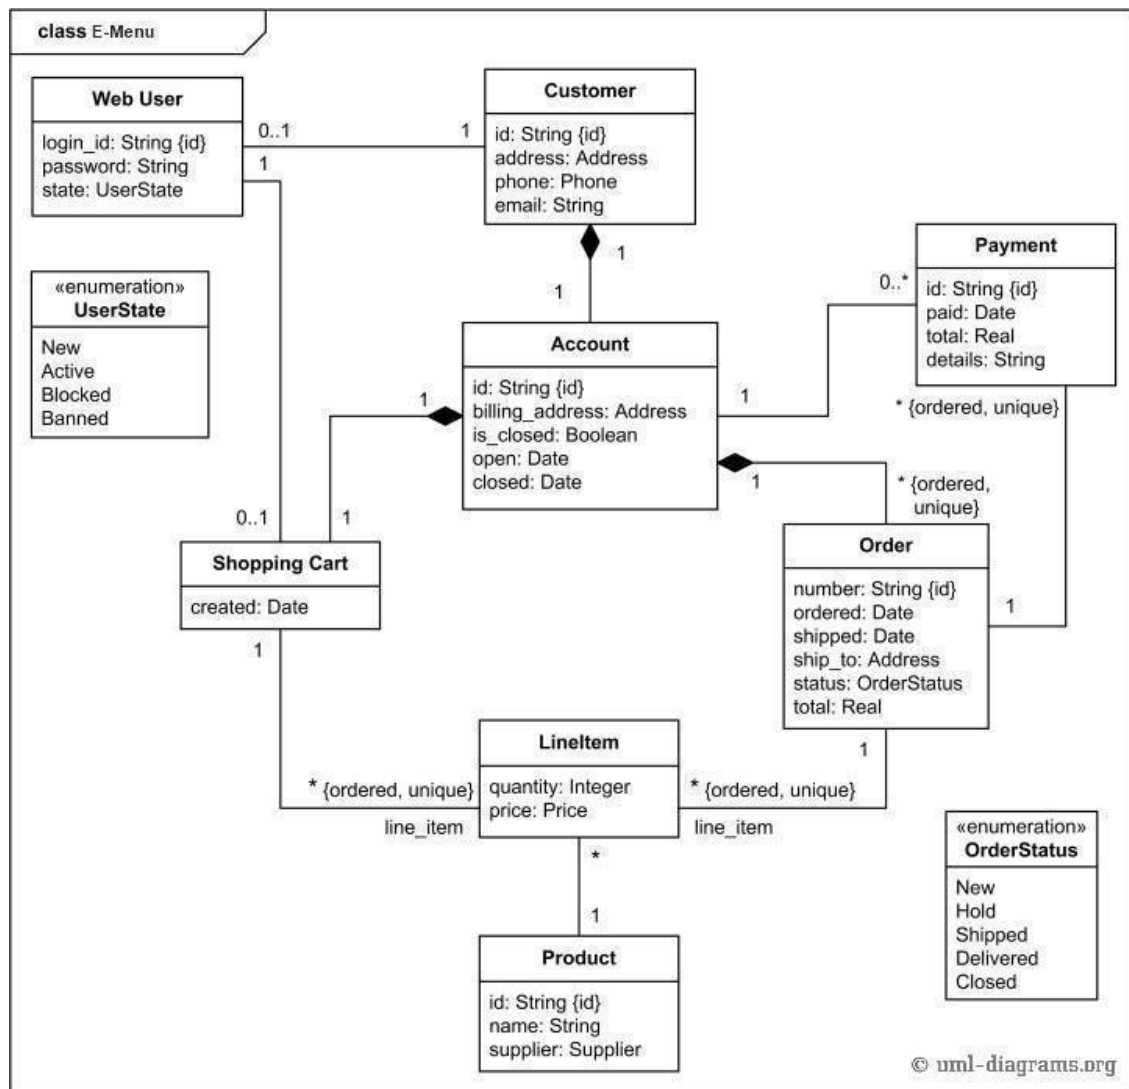 class E-Menu
Web User
login_id: String {id}
password: String
state: UserState
0..1
1
1
Customer
id: String {id}
address: Address
phone: Phone
email: String
1
1
«enumeration»
UserState
New
Active
Blocked
Banned
Payment
id: String {id}
paid: Date
total: Real
details: String
0..*
1
* {ordered, unique}
Account
id: String {id}
billing_address: Address
is_closed: Boolean
open: Date
closed: Date
1
1
* {ordered,
unique}
0..1
1
Shopping Cart
created: Date
1
Order
number: String {id}
ordered: Date
shipped: Date
ship_to: Address
status: OrderStatus
total: Real
1
1
LineItem
quantity: Integer
price: Price
* {ordered, unique}
line_item
* {ordered, unique}
line_item
*
1
Product
id: String {id}
name: String
supplier: Supplier
«enumeration»
OrderStatus
New
Hold
Shipped
Delivered
Closed
© uml-diagrams.org